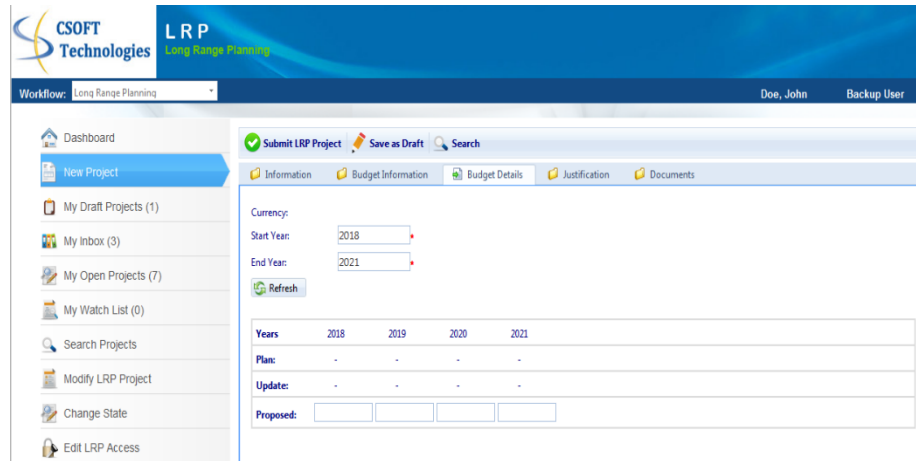 CSOFT
Technologies
L R P
Long Range Planning
Workflow: Long Range Planning
Doe, John Backup User
Dashboard
New Project
My Draft Projects (1)
My Inbox (3)
My Open Projects (7)
My Watch List (0)
Search Projects
Modify LRP Project
Change State
Edit LRP Access
Submit LRP Project Save as Draft Search
Information Budget Information Budget Details Justification Documents
Currency:
Start Year: 2018 *
End Year: 2021 *
Refresh
Years 2018 2019 2020 2021
Plan: - - - -
Update: - - - -
Proposed: